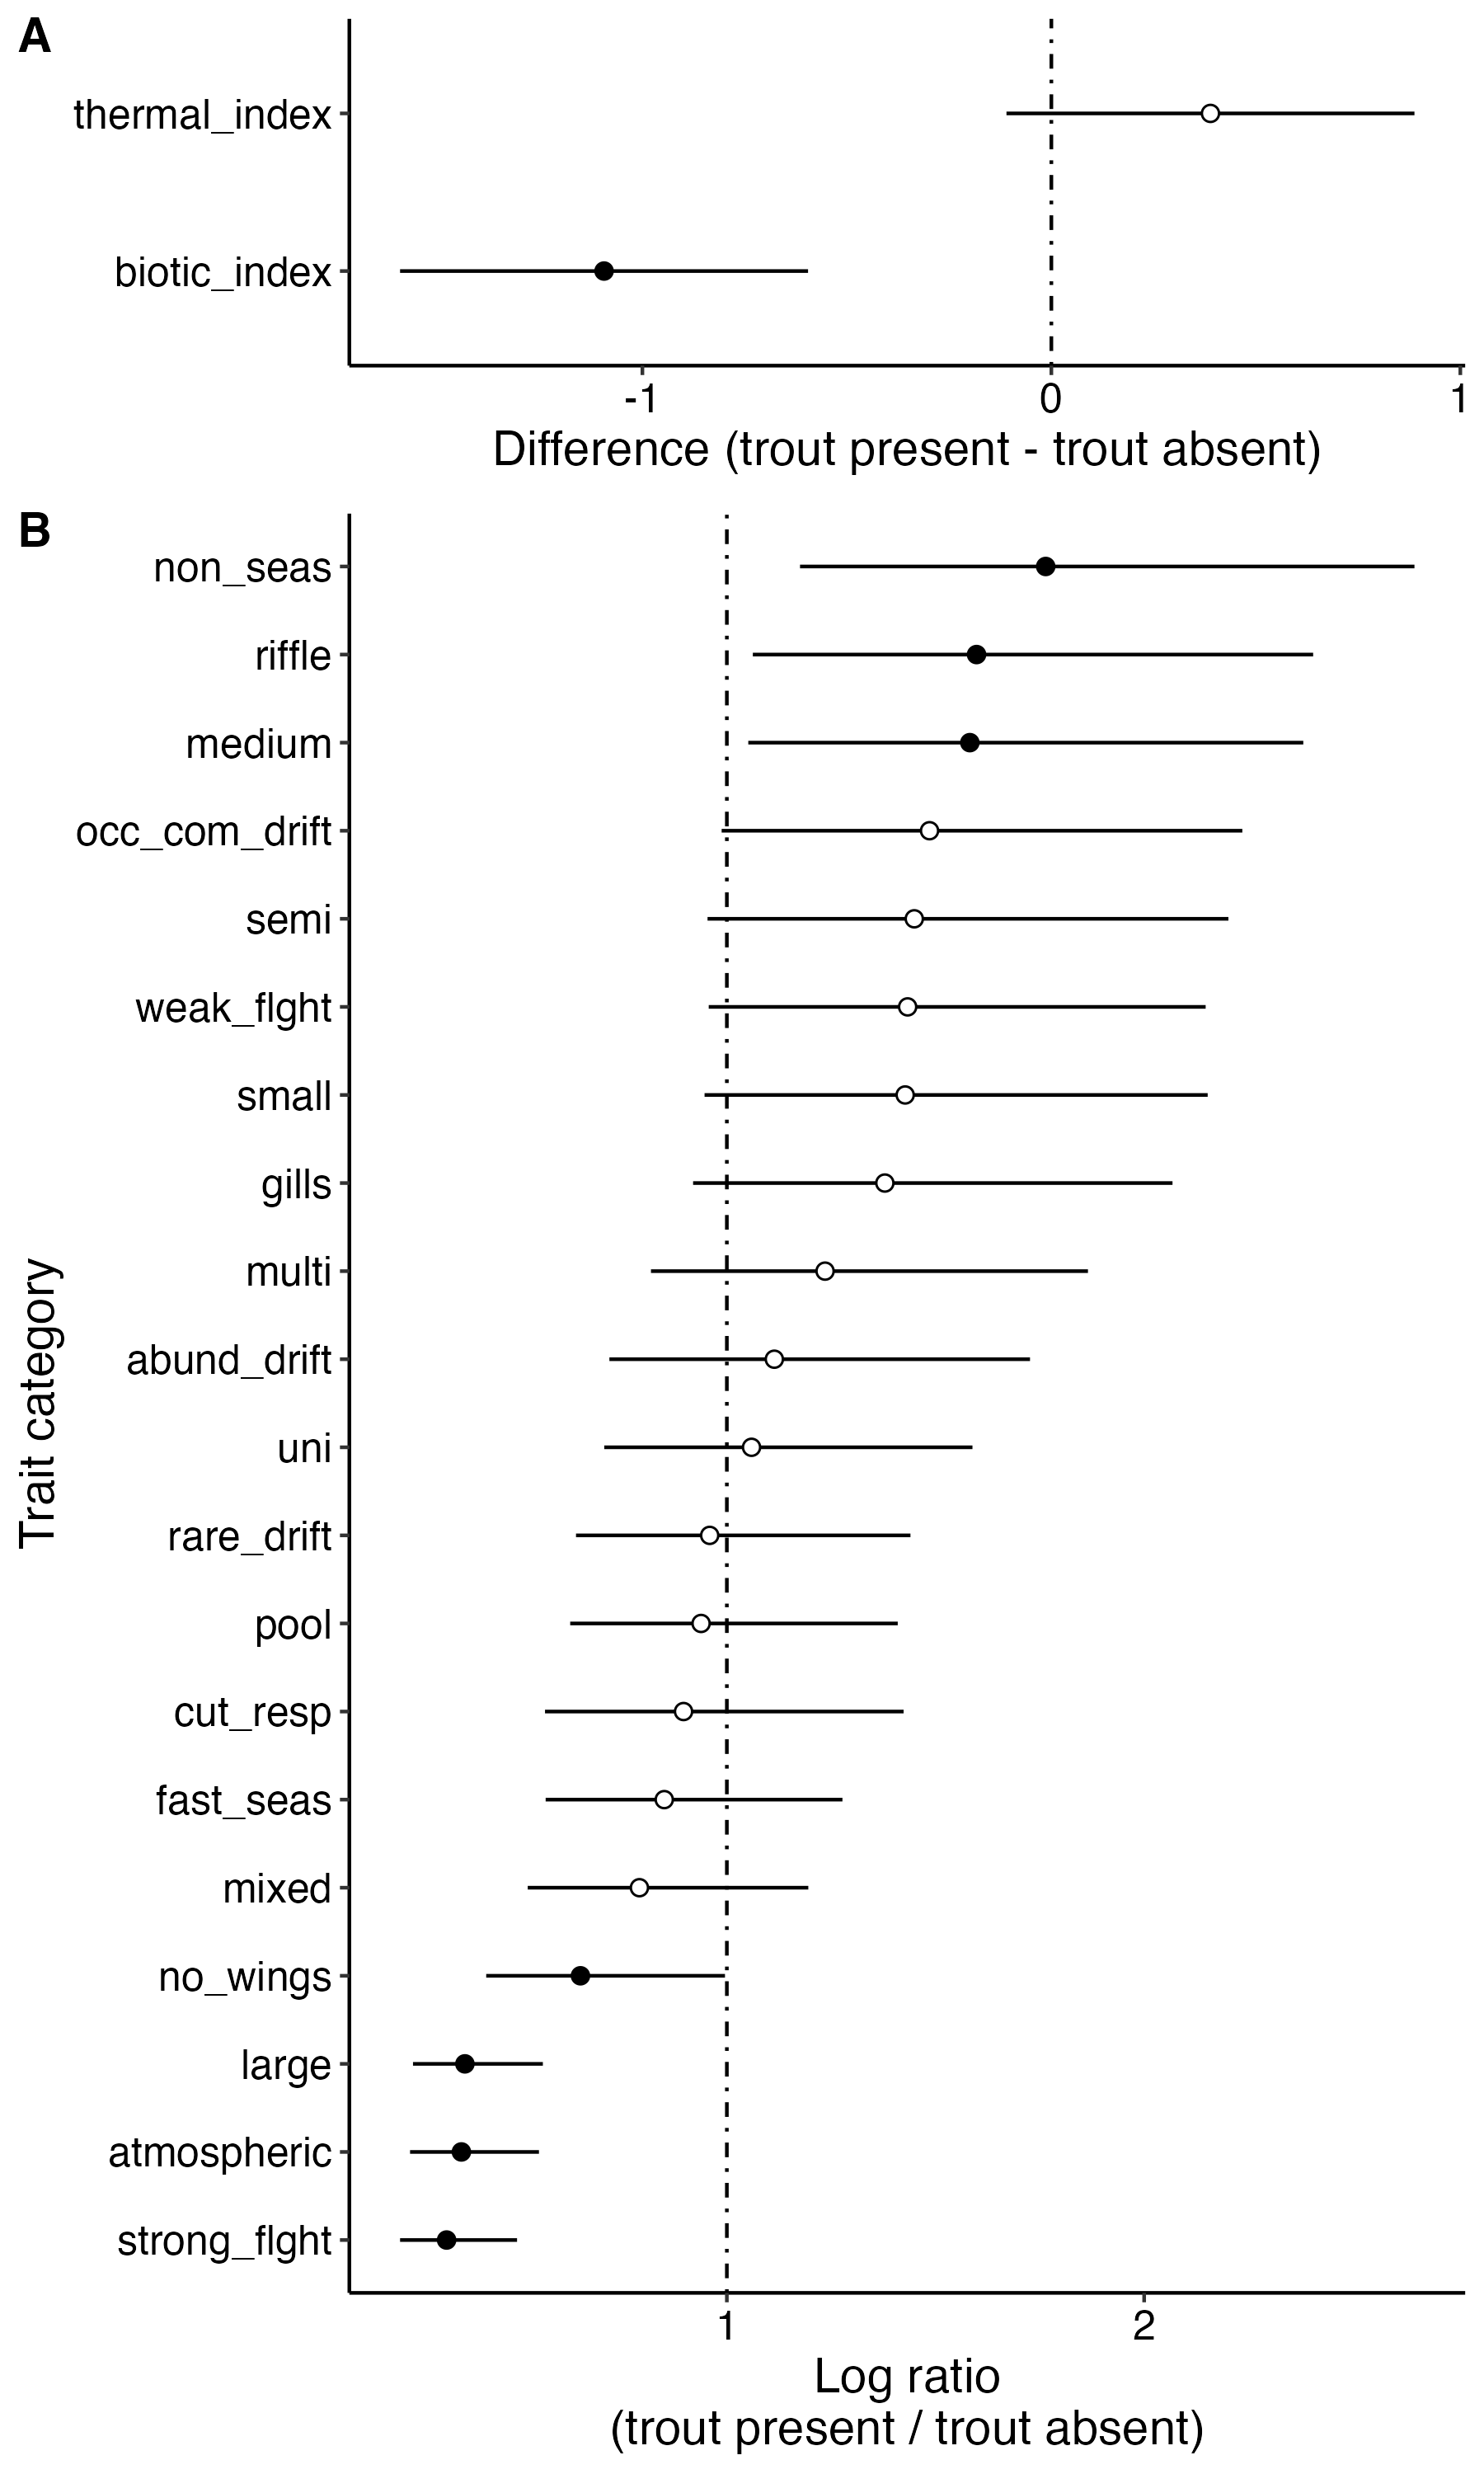 A
thermal_index
biotic_index
-1 0 1
Difference (trout present - trout absent)
B
Trait category
non_seas
riffle
medium
occ_com_drift
semi
weak_flght
small
gills
multi
abund_drift
uni
rare_drift
pool
cut_resp
fast_seas
mixed
no_wings
large
atmospheric
strong_flght
1 2
Log ratio
(trout present / trout absent)